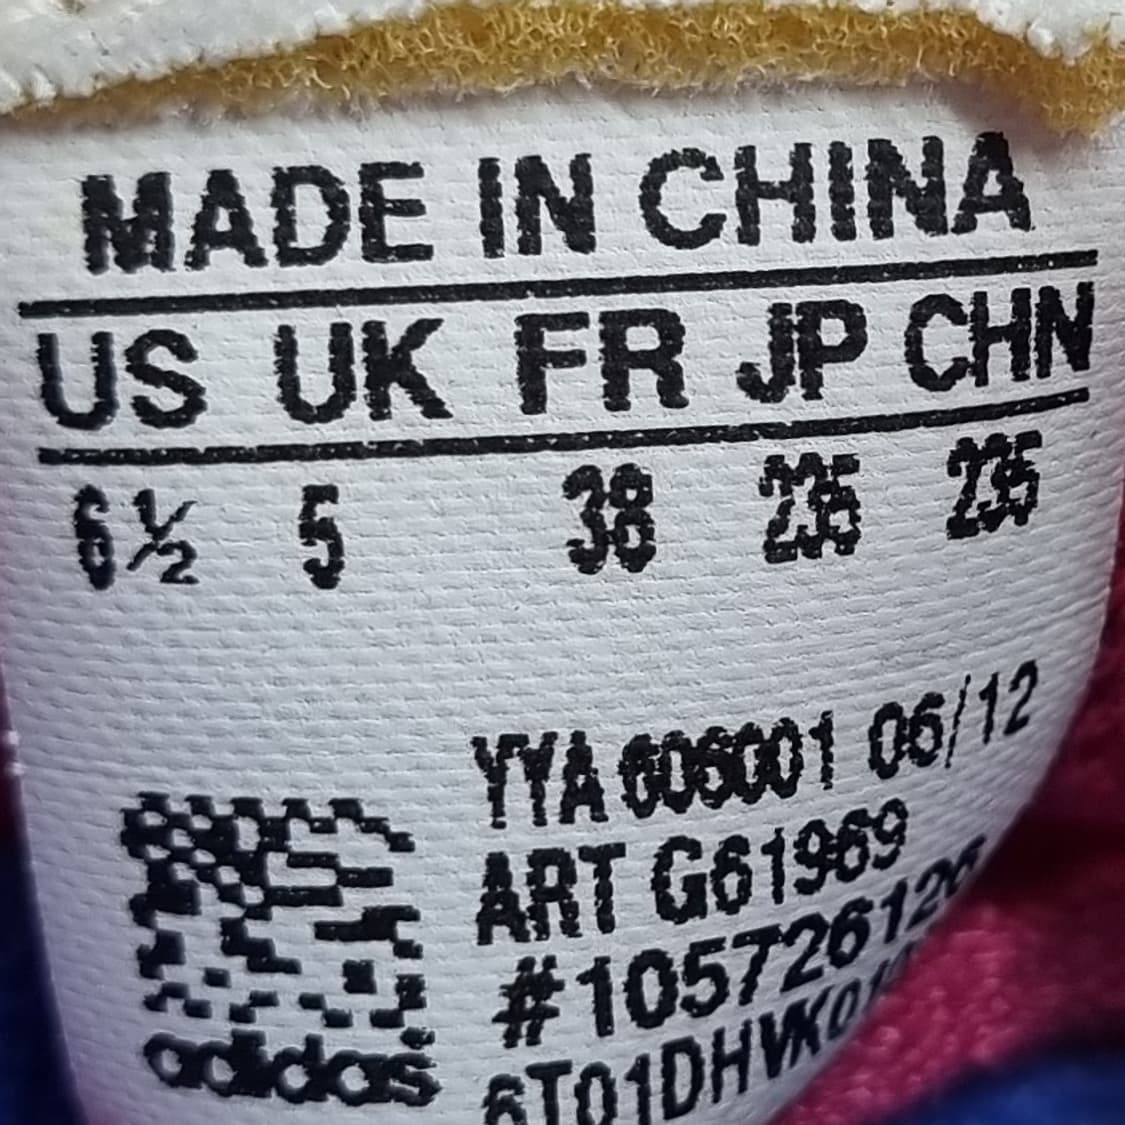 MADE IN CHINA
US UK FR JP CHN
6½ 5 38 235 235
YYA 606001 06/12
ART G61969
#1057261126
adidas